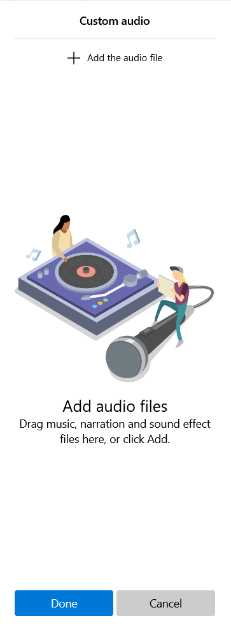 Custom audio
Add the audio file
Add audio files
Drag music, narration and sound effect
files here, or click Add.
Done
Cancel